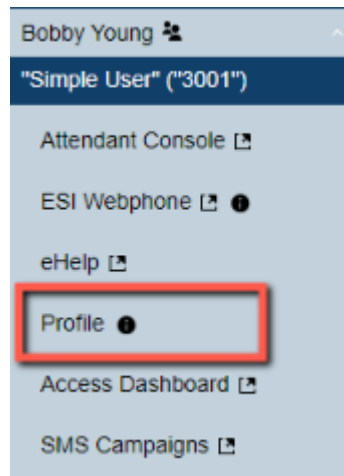 Bobby Young
"Simple User" ("3001")
Attendant Console
ESI Webphone
eHelp
Profile
Access Dashboard
SMS Campaigns